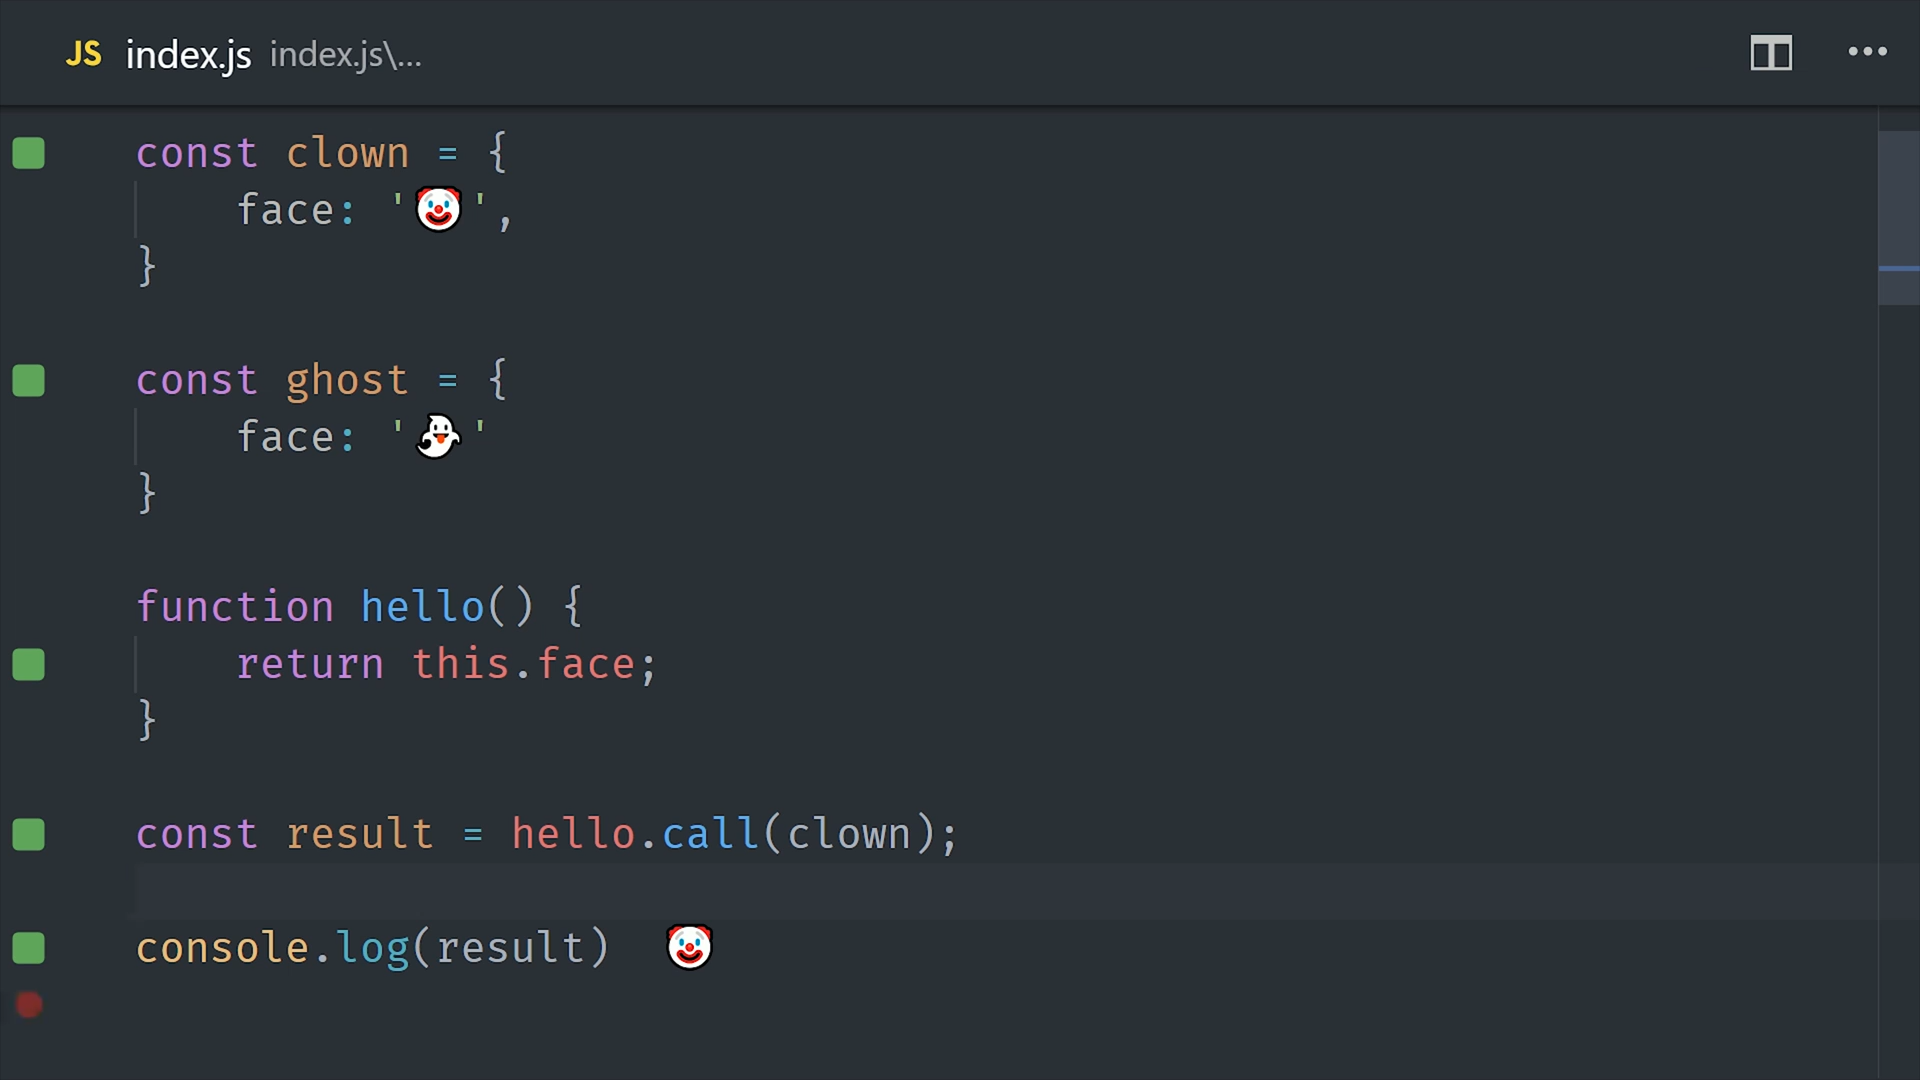 JS index.js index.js\...
const clown = {
    face: '🤡',
}
const ghost = {
    face: '👻'
}
function hello() {
    return this.face;
}
const result = hello.call(clown);
console.log(result) 🤡